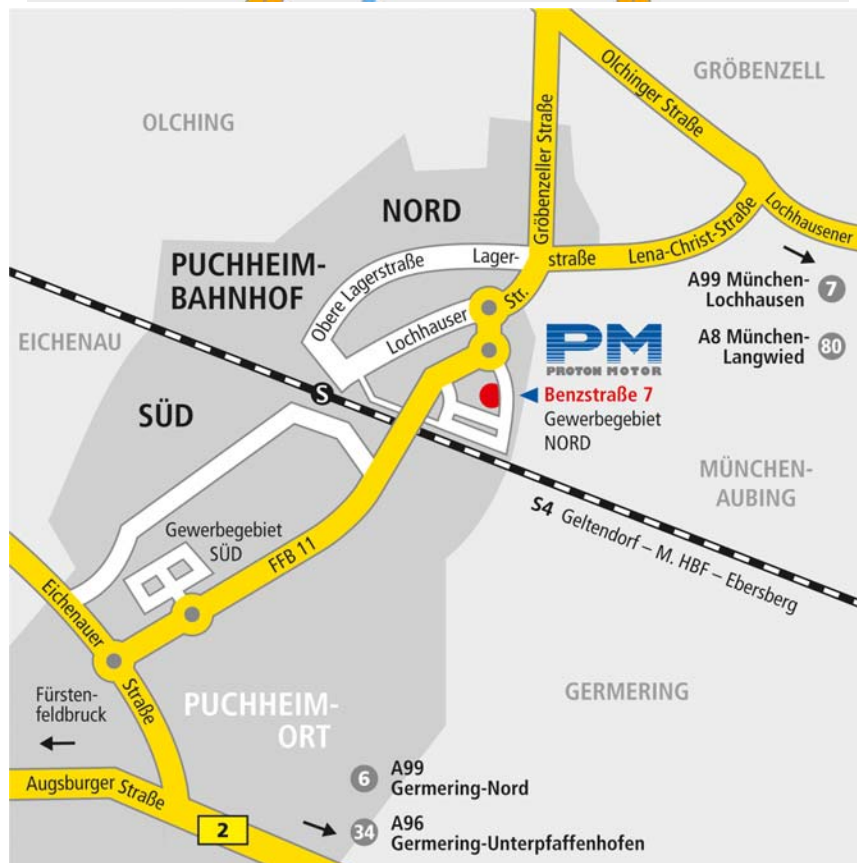 GRÖBENZELL
OLCHING
Olchinger Straße
Gröbenzeller Straße
NORD
Lochhausener
Lager-
straße
Lena-Christ-Straße
Obere Lagerstraße
PUCHHEIM-
BAHNHOF
Lochhauser
Str.
A99 München-
Lochhausen
7
A8 München-
Langwied
80
EICHENAU
PM
PROTON MOTOR
Benzstraße 7
Gewerbegebiet
NORD
S
SÜD
MÜNCHEN-
AUBING
S4 Geltendorf – M. HBF – Ebersberg
Gewerbegebiet
SÜD
FFB 11
Eichenauer
Straße
Fürsten-
feldbruck
PUCHHEIM-
ORT
GERMERING
Augsburger Straße
2
6
A99
Germering-Nord
34
A96
Germering-Unterpfaffenhofen